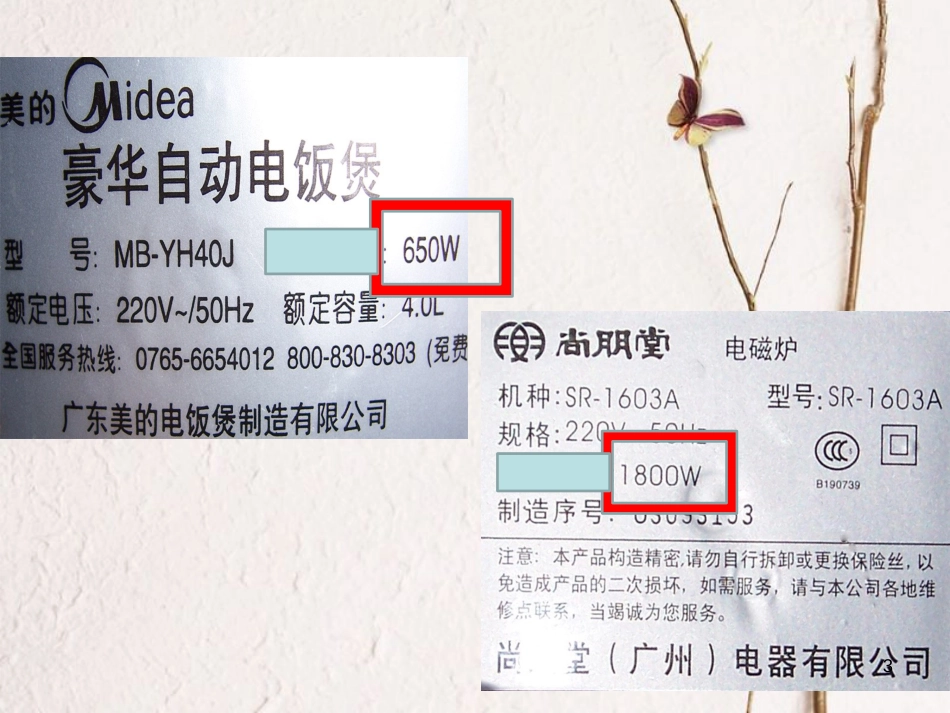 美的 Midea
豪华自动电饭煲
型 号: MB-YH40J : 650W
额定电压: 220V~/50Hz 额定容量: 4.0L
全国服务热线: 0765-6654012 800-830-8303 (免费
广东美的电饭煲制造有限公司
尚朋堂 电磁炉
机种:SR-1603A 型号:SR-1603A
规格:220V~50Hz
1800W
B190739
制造序号:
注意: 本产品构造精密,请勿自行拆卸或更换保险丝, 以
免造成产品的二次损坏, 如需服务, 请与本公司各地维
修点联系, 当竭诚为您服务。
尚 堂(广州)电器有限公司
3